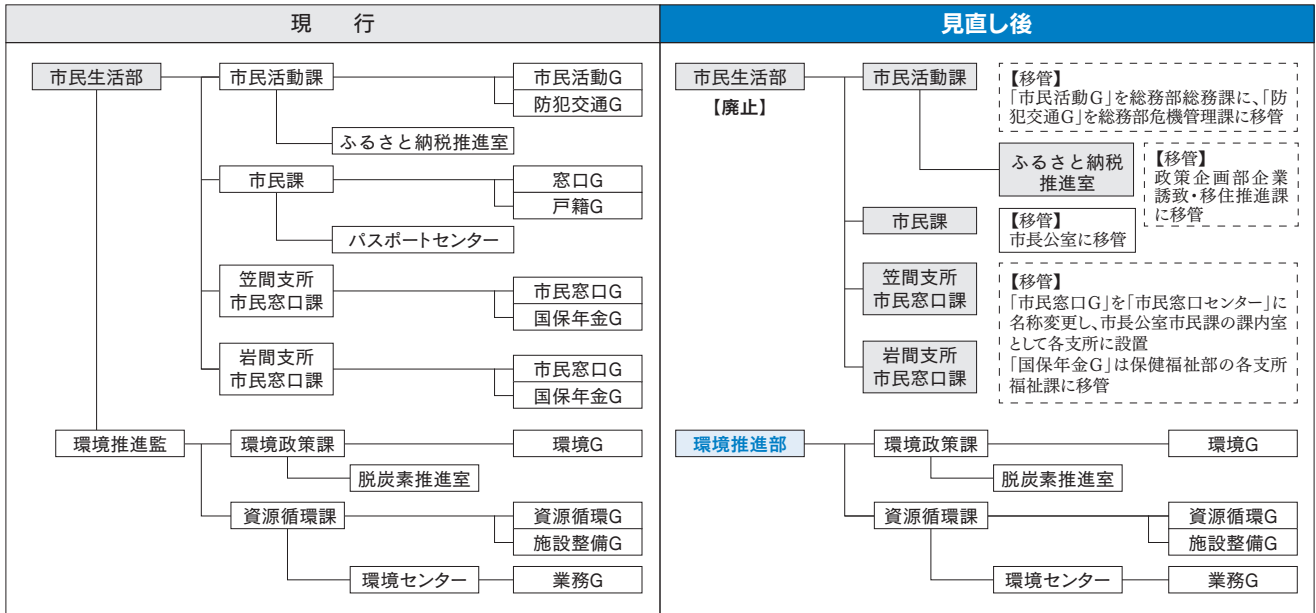 現 行
市民生活部
市民活動課
市民活動G
防犯交通G
ふるさと納税推進室
市民課
窓口G
戸籍G
パスポートセンター
笠間支所
市民窓口課
市民窓口G
国保年金G
岩間支所
市民窓口課
市民窓口G
国保年金G
環境推進監
環境政策課
環境G
脱炭素推進室
資源循環課
資源循環G
施設整備G
環境センター
業務G
見直し後
市民生活部
【廃止】
市民活動課
【移管】
「市民活動G」を総務部総務課に、「防
犯交通G」を総務部危機管理課に移管
ふるさと納税
推進室
【移管】
政策企画部企業
誘致・移住推進課
に移管
市民課
【移管】
市長公室に移管
笠間支所
市民窓口課
岩間支所
市民窓口課
【移管】
「市民窓口G」を「市民窓口センター」に
名称変更し、市長公室市民課の課内室
として各支所に設置
「国保年金G」は保健福祉部の各支所
福祉課に移管
環境推進部
環境政策課
環境G
脱炭素推進室
資源循環課
資源循環G
施設整備G
環境センター
業務G